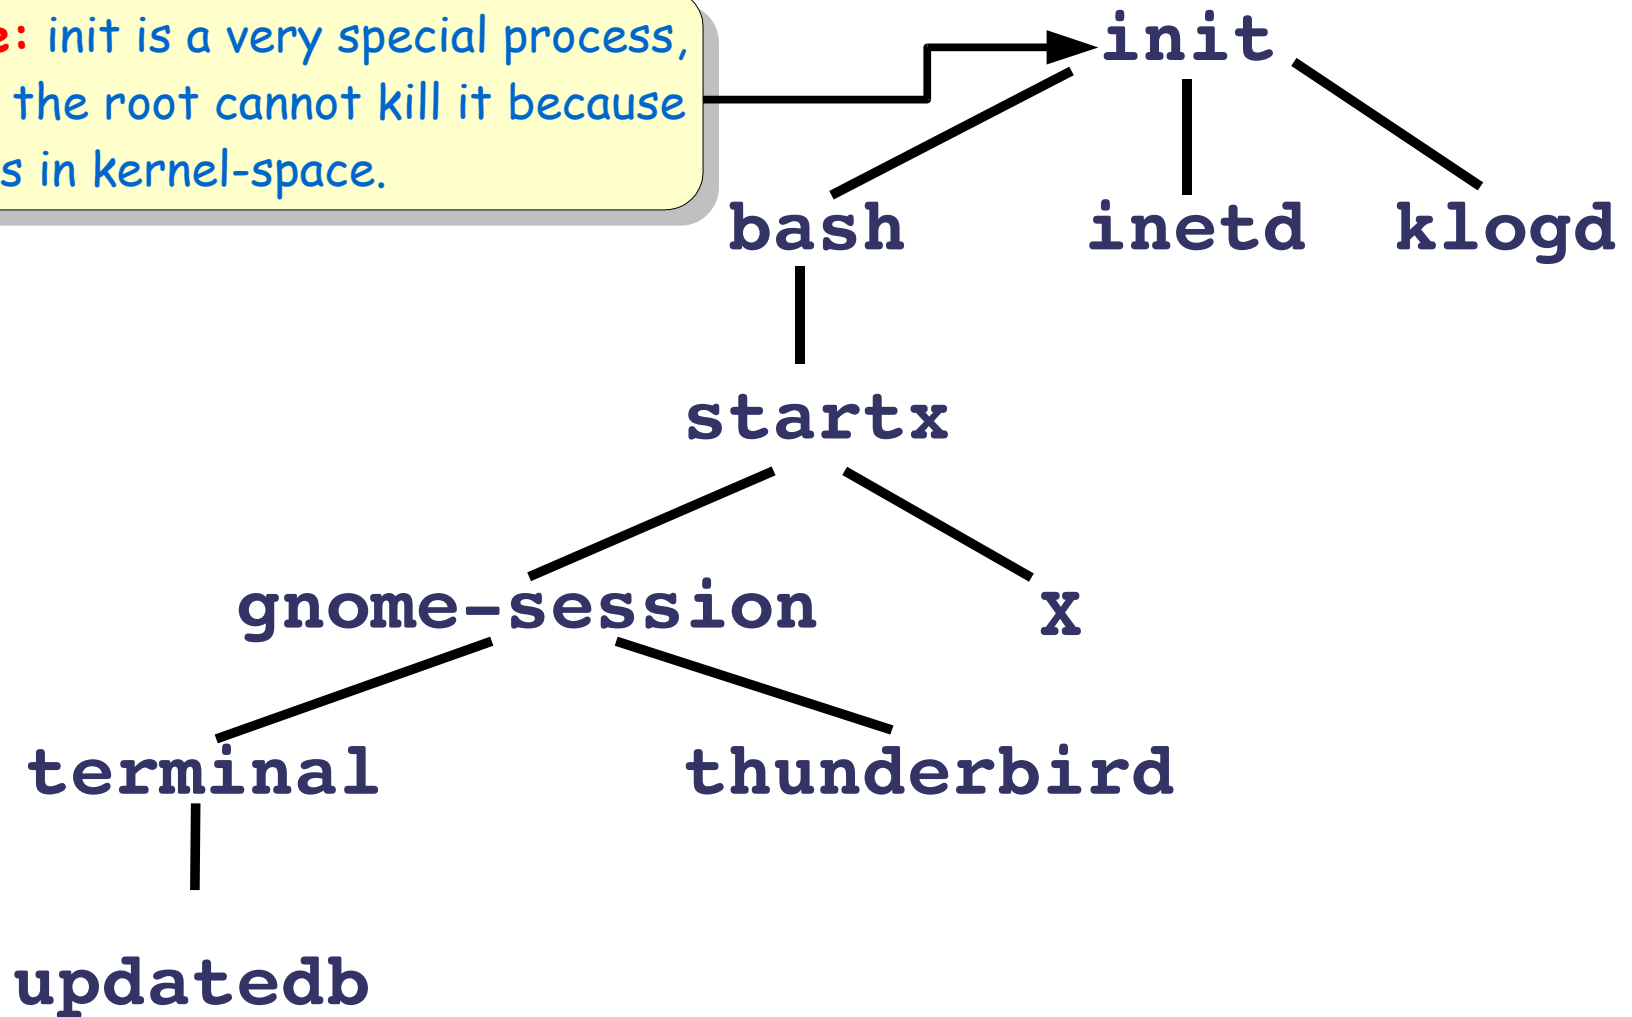 e: init is a very special process,
the root cannot kill it because
s in kernel-space.
init
bash inetd klogd
startx
gnome-session X
terminal thunderbird
updatedb